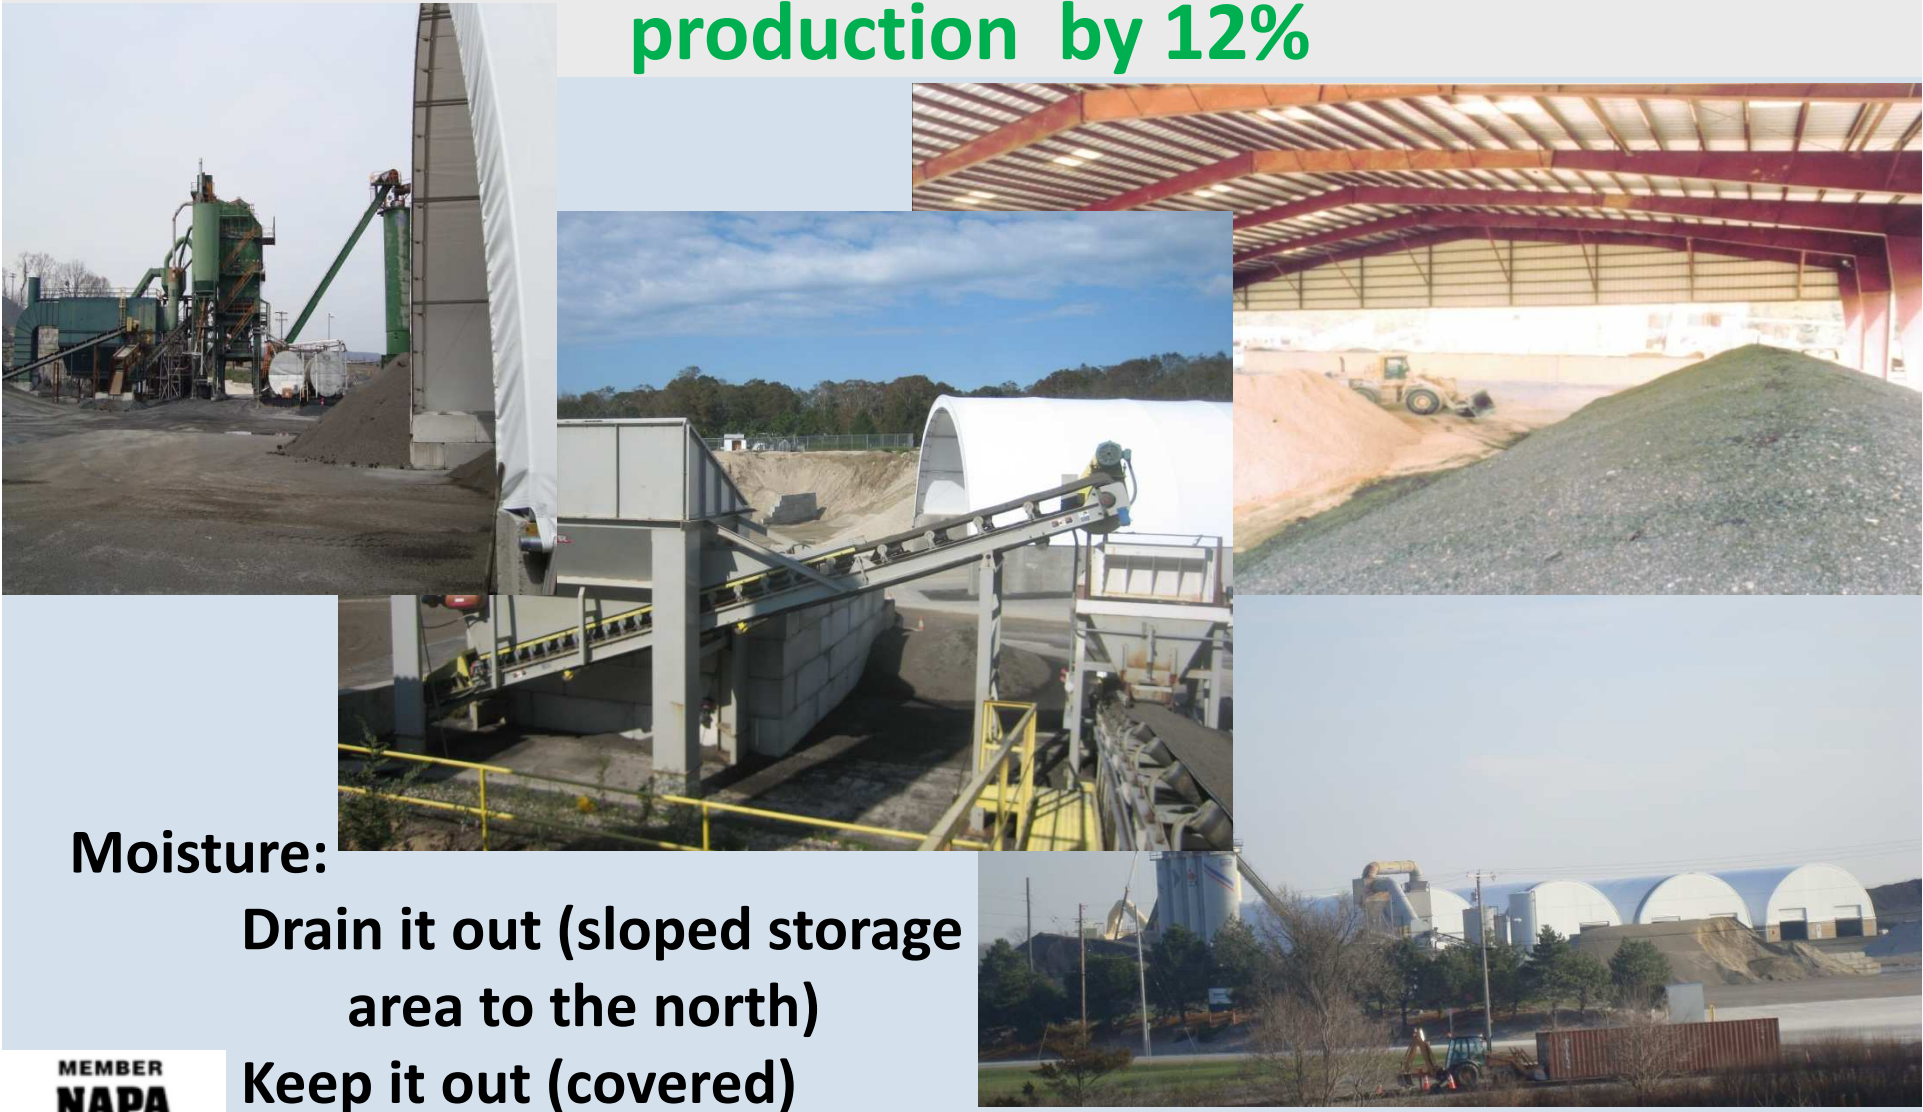 production by 12%
Moisture:
Drain it out (sloped storage
area to the north)
Keep it out (covered)
MEMBER
NAPA